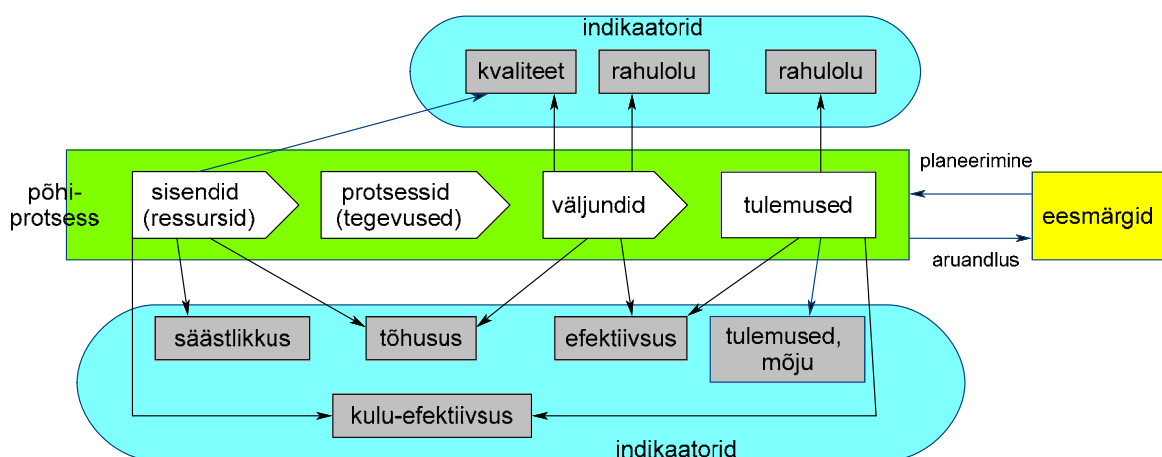 indikaatorid
kvaliteet
rahulolu
rahulolu
põhi-
protsess
sisendid
(ressursid)
protsessid
(tegevused)
väljundid
tulemused
planeerimine
eesmärgid
aruandlus
säästlikkus
tõhusus
efektiivsus
tulemused,
mõju
kulu-efektiivsus
indikaatorid